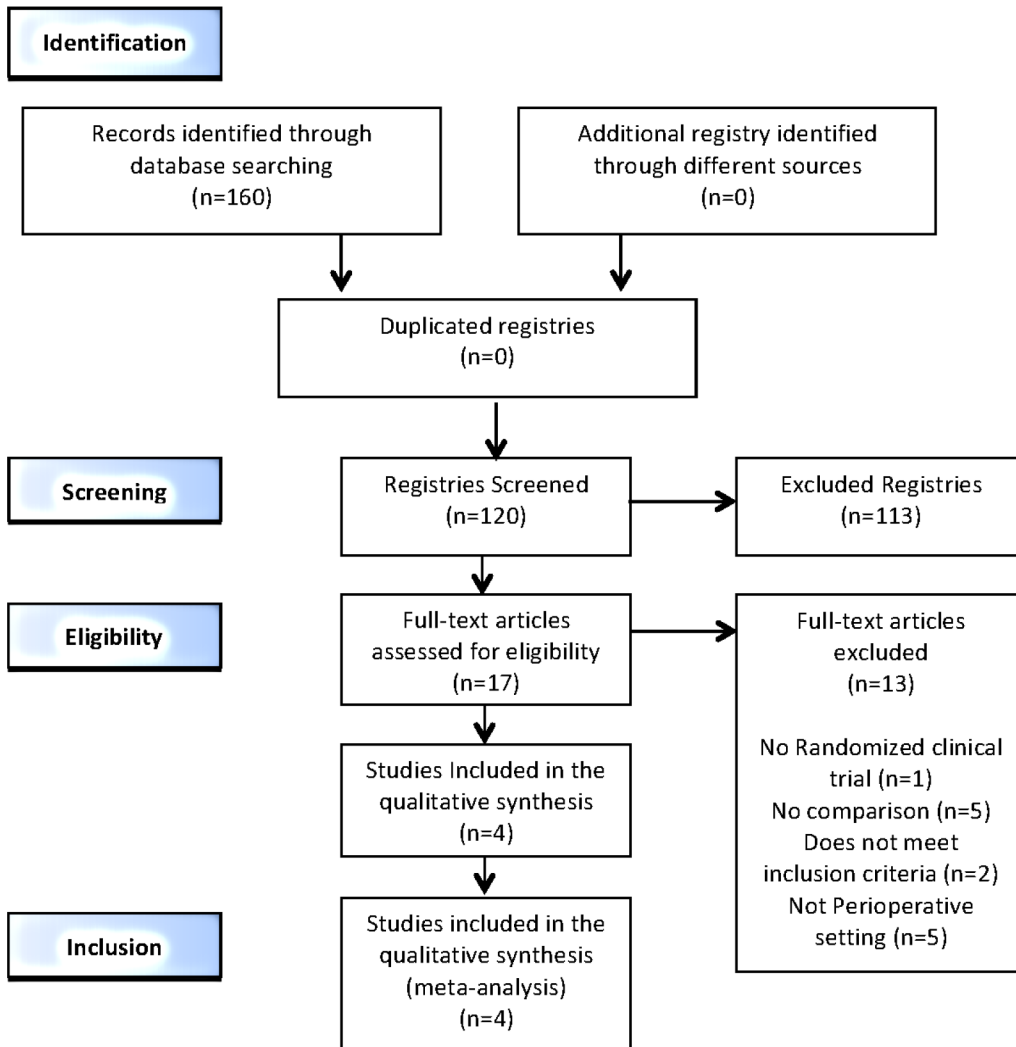 Identification
Records identified through
database searching
(n=160)
Additional registry identified
through different sources
(n=0)
Duplicated registries
(n=0)
Screening
Registries Screened
(n=120)
Excluded Registries
(n=113)
Eligibility
Full-text articles
assessed for eligibility
(n=17)
Full-text articles
excluded
(n=13)
No Randomized clinical
trial (n=1)
No comparison (n=5)
Does not meet
inclusion criteria (n=2)
Not Perioperative
setting (n=5)
Studies Included in the
qualitative synthesis
(n=4)
Inclusion
Studies included in the
qualitative synthesis
(meta-analysis)
(n=4)